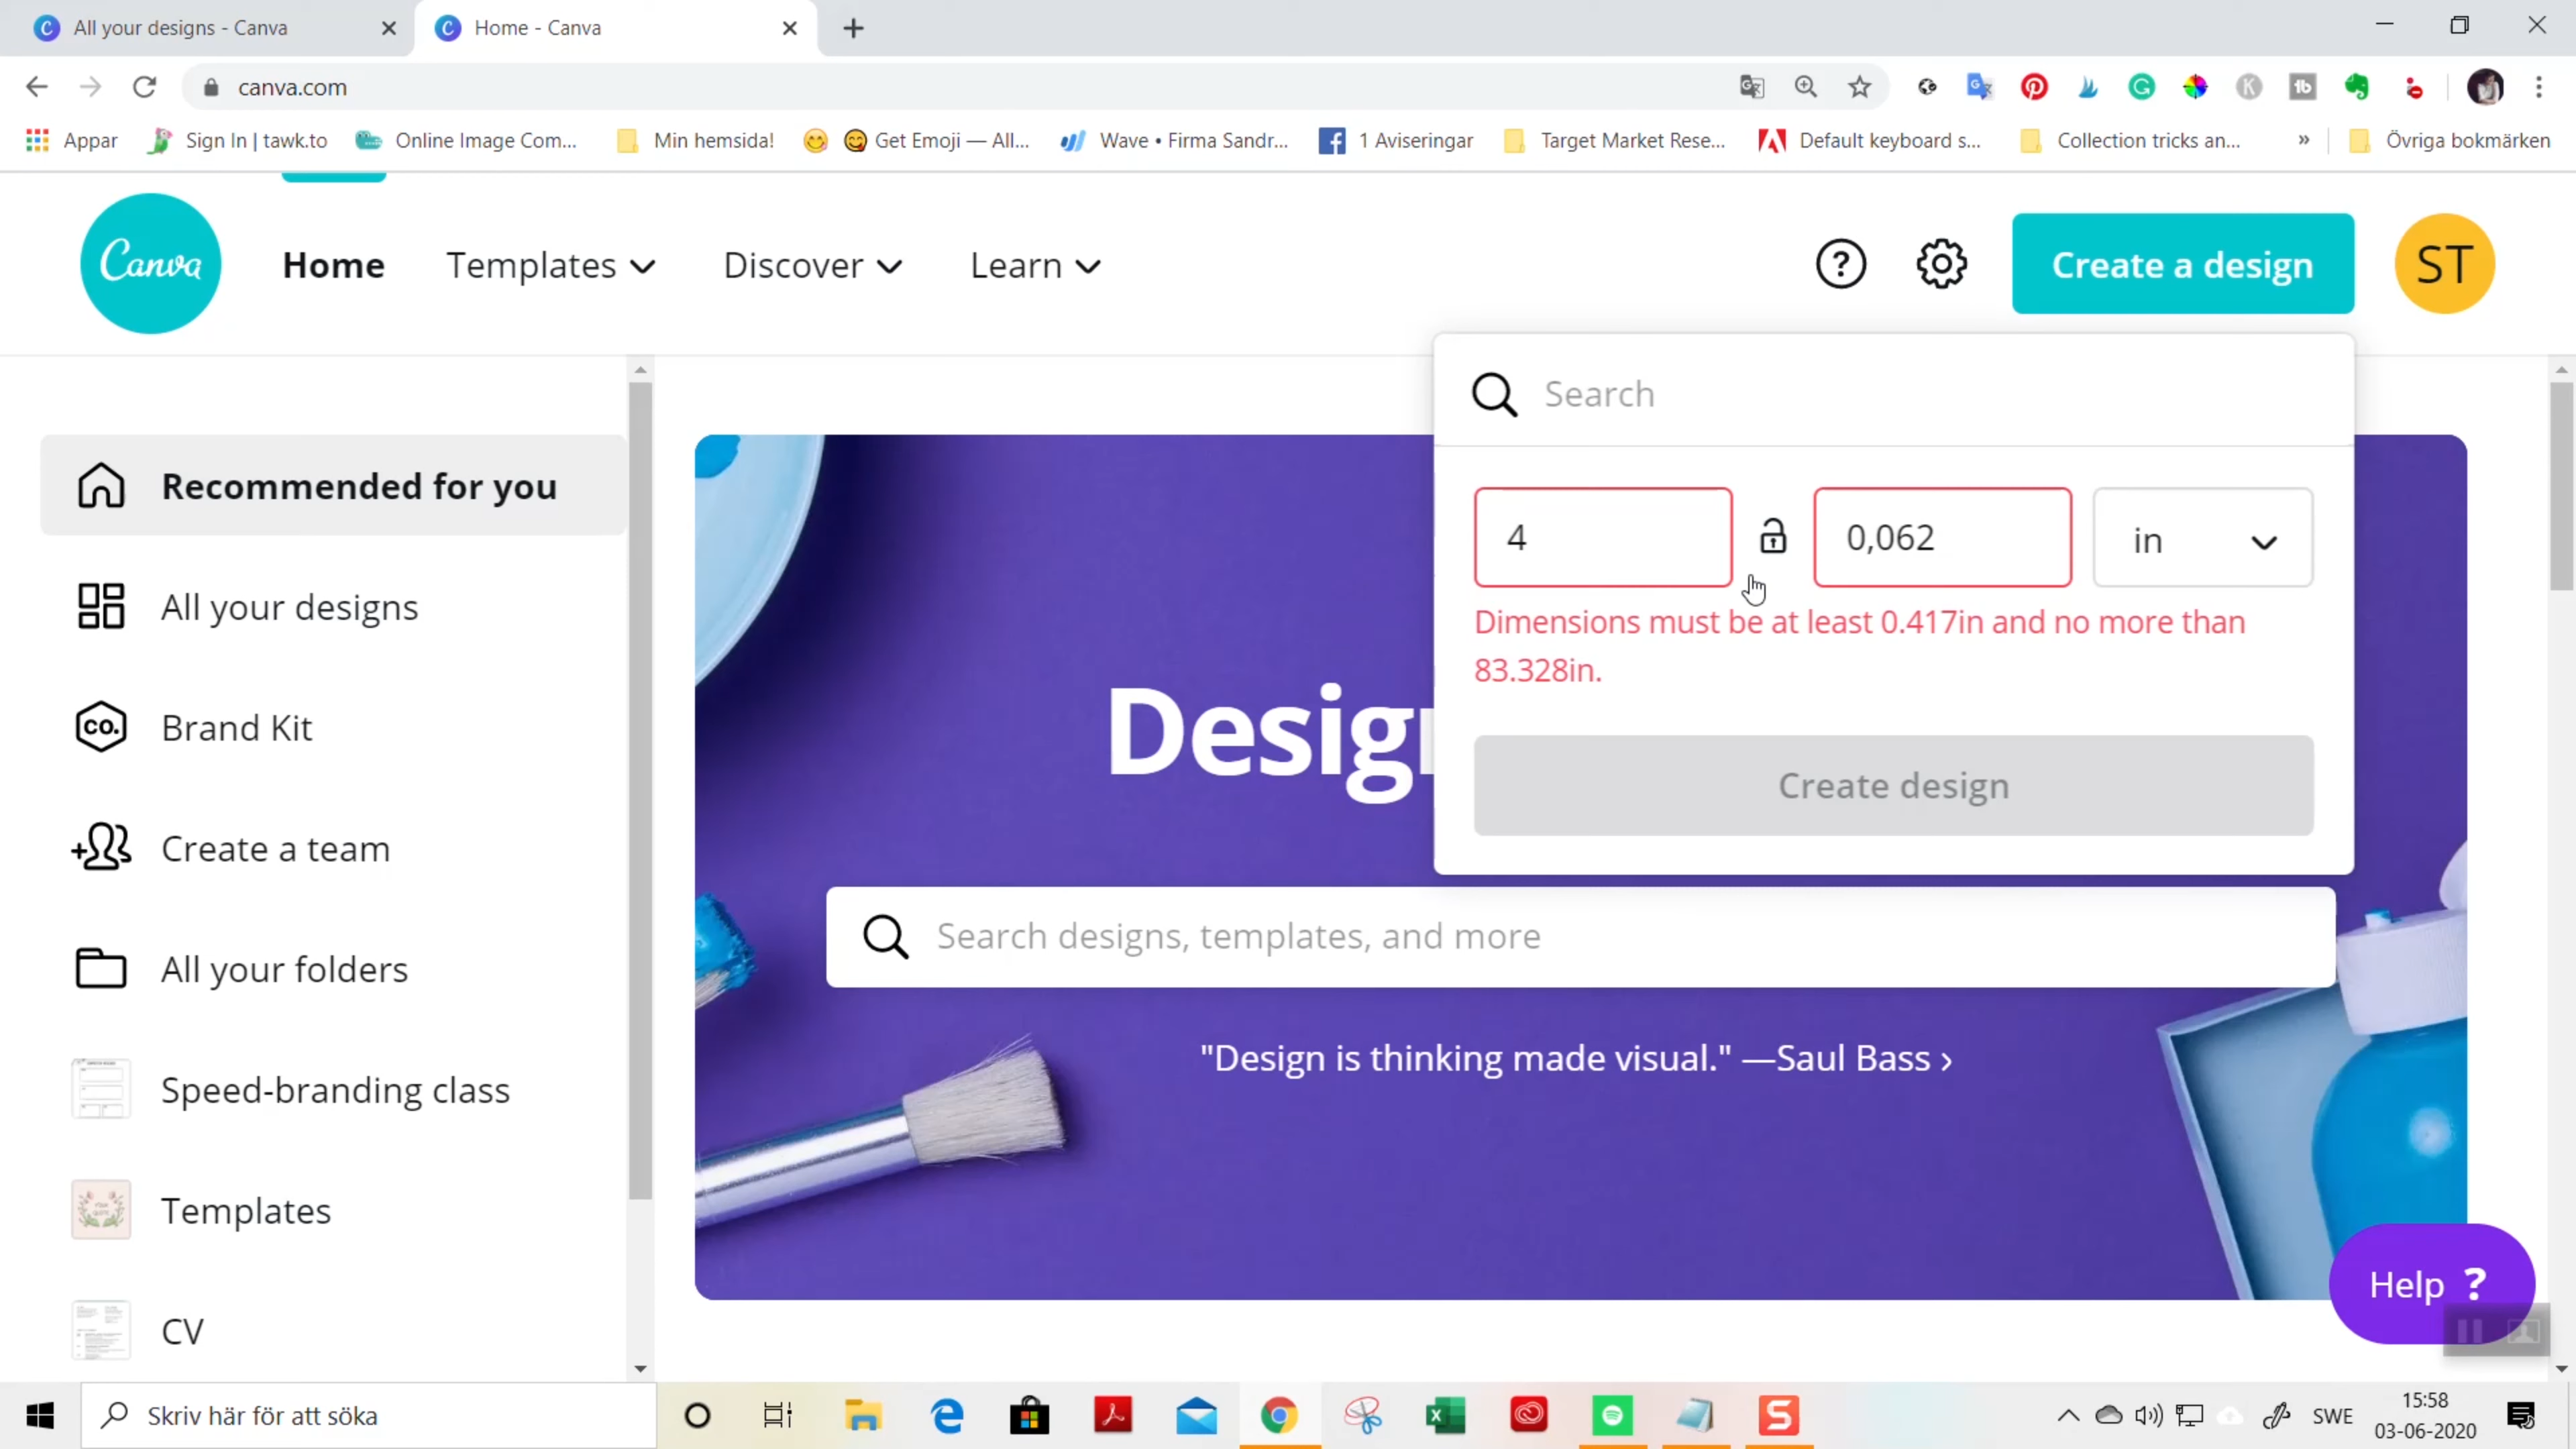 All your designs - Canva
Home - Canva
canva.com
Appar
Sign In | tawk.to
Online Image Com...
Min hemsida!
Get Emoji — All...
Wave • Firma Sandr...
1 Aviseringar
Target Market Rese...
Default keyboard s...
Collection tricks an...
»
Övriga bokmärken
Canva
Home
Templates
Discover
Learn
Create a design
ST
Search
4
0,062
in
Dimensions must be at least 0.417in and no more than
83.328in.
Create design
Recommended for you
All your designs
CO.
Brand Kit
Create a team
All your folders
Speed-branding class
Templates
CV
Desig
Search designs, templates, and more
"Design is thinking made visual." —Saul Bass ›
Help ?
Skriv här för att söka
SWE
15:58
03-06-2020